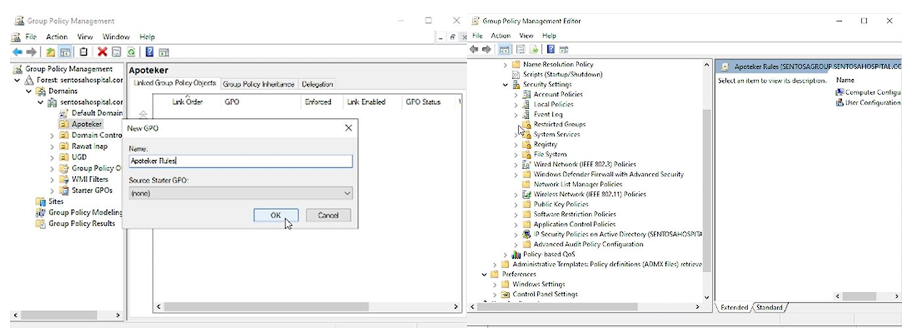 Group Policy Management
File Action View Window Help
Group Policy Management
Forest: sentosahospital.cor
Domains
sentosahospital.cor
Default Domain
Apoteker
Domain Contro
Rawat Inap
UGD
Group Policy O
WMI Filters
Starter GPOs
Sites
Group Policy Modeling
Group Policy Results
Apoteker
Linked Group Policy Objects Group Policy Inheritance Delegation
Link Order GPO Enforced Link Enabled GPO Status
New GPO
Name:
Apoteker Rules
Source Starter GPO:
(none)
OK Cancel
Group Policy Management Editor
File Action View Help
Name Resolution Policy
Scripts (Startup/Shutdown)
Security Settings
Account Policies
Local Policies
Event Log
Restricted Groups
System Services
Registry
File System
Wired Network (IEEE 802.3) Policies
Windows Defender Firewall with Advanced Security
Network List Manager Policies
Wireless Network (IEEE 802.11) Policies
Public Key Policies
Software Restriction Policies
Application Control Policies
IP Security Policies on Active Directory (SENTOSAHOSPITA
Advanced Audit Policy Configuration
Policy-based QoS
Administrative Templates: Policy definitions (ADMX files) retrieve
Preferences
Windows Settings
Control Panel Settings
Apoteker Rules (SENTOSAGROUP.SENTOSAHOSPITAL.CO
Select an item to view its description. Name
Computer Configu
User Configuration
Extended Standard